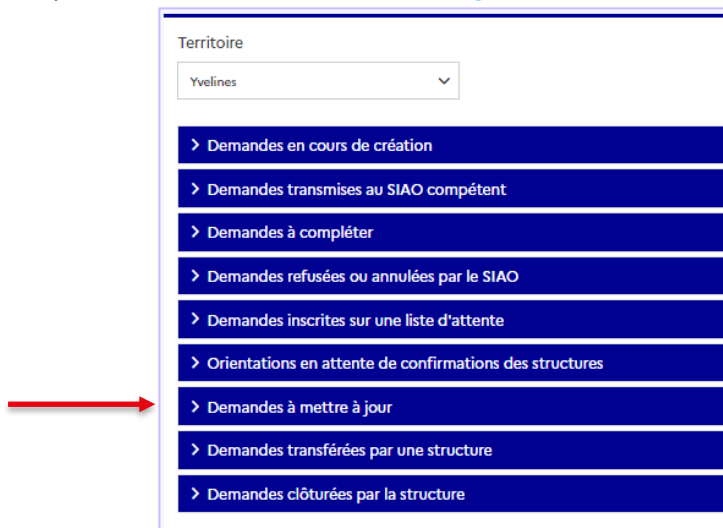 Territoire
Yvelines
Demandes en cours de création
Demandes transmises au SIAO compétent
Demandes à compléter
Demandes refusées ou annulées par le SIAO
Demandes inscrites sur une liste d'attente
Orientations en attente de confirmations des structures
Demandes à mettre à jour
Demandes transférées par une structure
Demandes clôturées par la structure